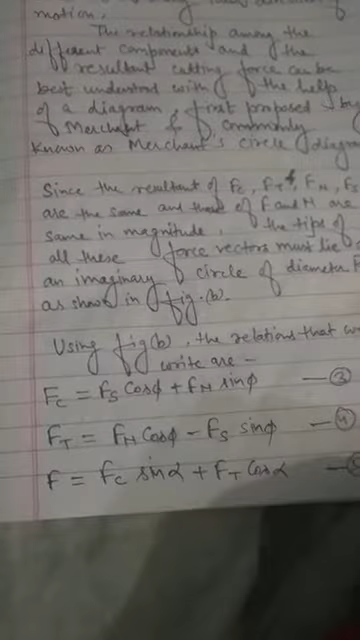 motion.
The relationship among the
different components and the
resultant cutting force can be
best understood with the help
of a diagram, first proposed by
Merchant & commonly
known as Merchant's circle diagram
Since the resultant of Fc, FT & FN, FS
are the same and those of F and N are
same in magnitude, the tips of
all these force vectors must lie
an imaginary circle of diameter
as shown in fig.(b).
Using fig(b), the relations that
write are –
Fc = FS Cosϕ + FN sinϕ —③
FT = FN Cosϕ – FS sinϕ —④
F = Fc sinα + FT Cosα